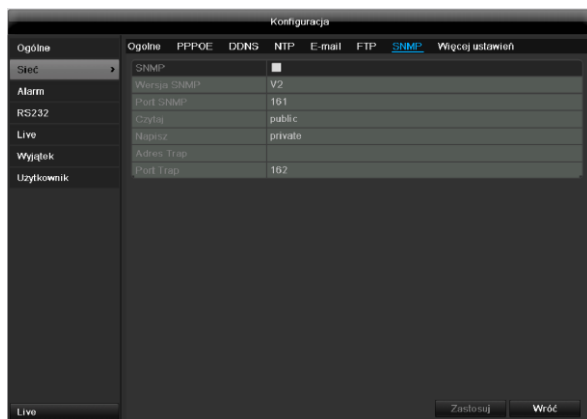 Konfiguracja
Ogólne
Sieć
Alarm
RS232
Live
Wyjątek
Użytkownik
Live
Ogolne PPPOE DDNS NTP E-mail FTP SNMP Więcej ustawień
SNMP
Wersja SNMP V2
Port SNMP 161
Czytaj public
Napisz private
Adres Trap
Port Trap 162
Zastosuj Wróć